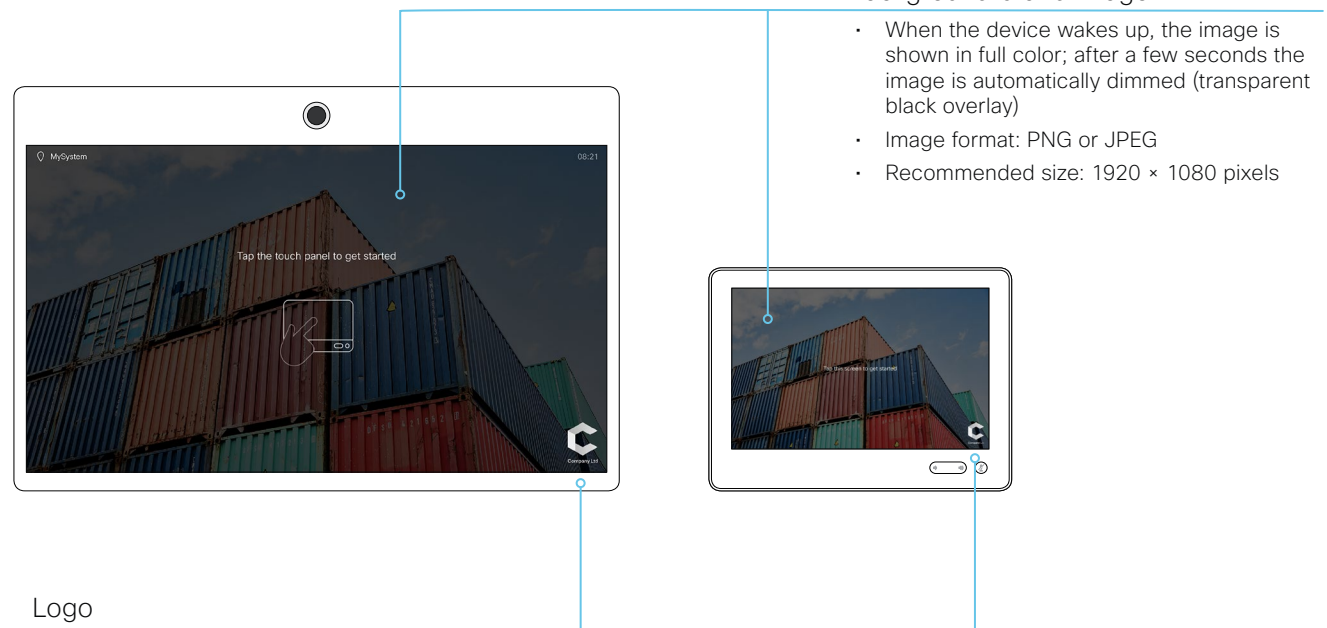 When the device wakes up, the image is
shown in full color; after a few seconds the
image is automatically dimmed (transparent
black overlay)
Image format: PNG or JPEG
Recommended size: 1920 × 1080 pixels
MySystem
08:21
Tap the touch panel to get started
Company Ltd
Tap the screen to get started
Logo